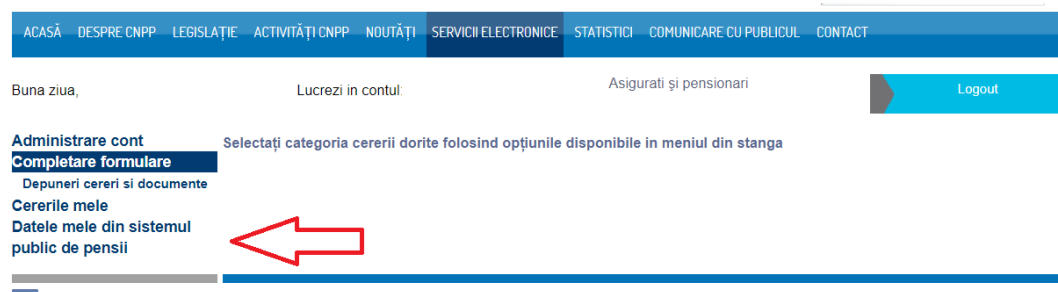 ACASĂ DESPRE CNPP LEGISLAȚIE ACTIVITĂȚI CNPP NOUTĂȚI SERVICII ELECTRONICE STATISTICI COMUNICARE CU PUBLICUL CONTACT
Buna ziua, Lucrezi in contul: Asigurati și pensionari Logout
Administrare cont
Selectați categoria cererii dorite folosind opțiunile disponibile in meniul din stanga
Completare formulare
Depuneri cereri si documente
Cererile mele
Datele mele din sistemul
public de pensii